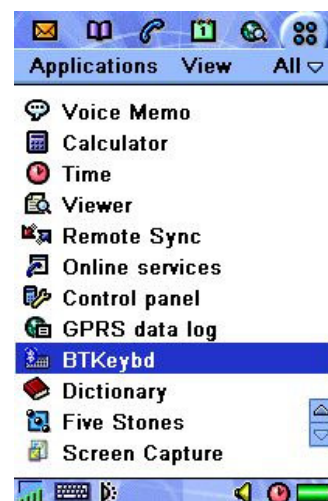 1
Applications View All
Voice Memo
Calculator
Time
Viewer
Remote Sync
Online services
Control panel
GPRS data log
BTKeybd
Dictionary
Five Stones
Screen Capture